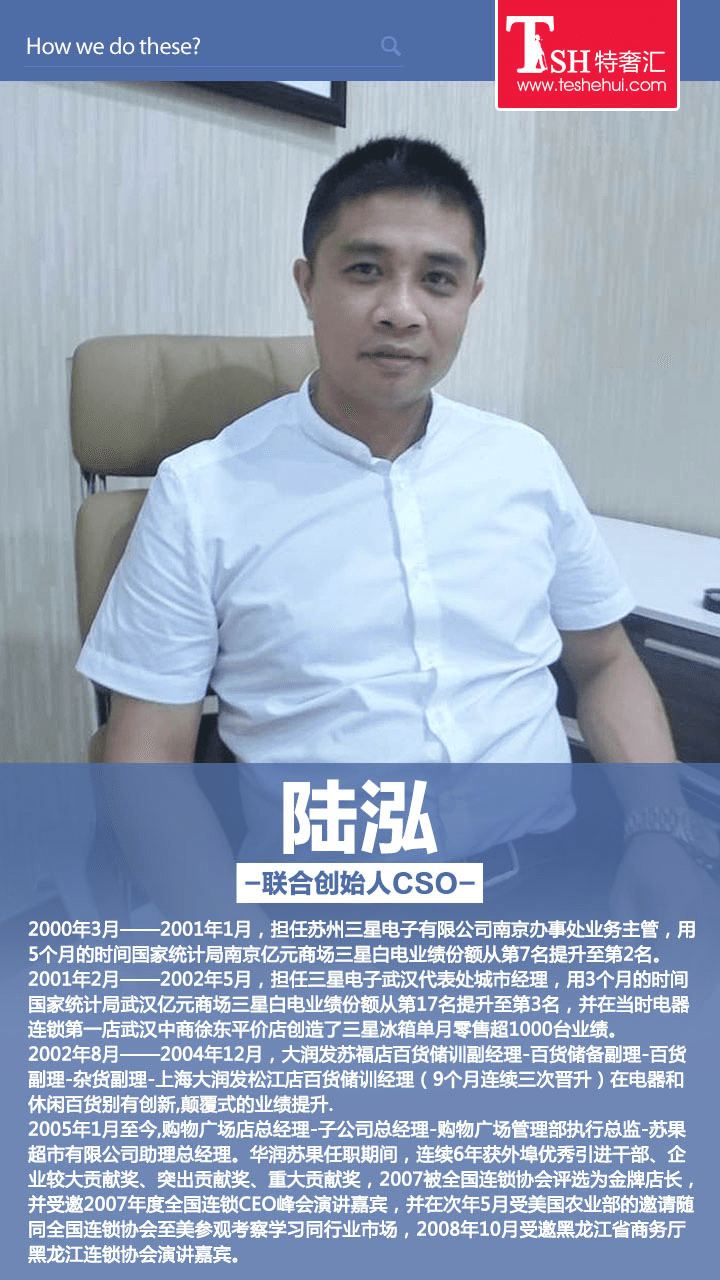 How we do these?
TSH 特奢汇
www.teshehui.com
陆泓
—联合创始人CSO—
2000年3月——2001年1月，担任苏州三星电子有限公司南京办事处业务主管，用
5个月的时间国家统计局南京亿元商场三星白电业绩份额从第7名提升至第2名。
2001年2月——2002年5月，担任三星电子武汉代表处城市经理，用3个月的时间
国家统计局武汉亿元商场三星白电业绩份额从第17名提升至第3名，并在当时电器
连锁第一店武汉中商徐东平价店创造了三星冰箱单月零售超1000台业绩。
2002年8月——2004年12月，大润发苏福店百货储训副经理-百货储备副理-百货
副理-杂货副理-上海大润发松江店百货储训经理（9个月连续三次晋升）在电器和
休闲百货别有创新,颠覆式的业绩提升.
2005年1月至今,购物广场店总经理-子公司总经理-购物广场管理部执行总监-苏果
超市有限公司助理总经理。华润苏果任职期间，连续6年获外埠优秀引进干部、企
业较大贡献奖、突出贡献奖、重大贡献奖，2007被全国连锁协会评选为金牌店长，
并受邀2007年度全国连锁CEO峰会演讲嘉宾，并在次年5月受美国农业部的邀请随
同全国连锁协会至美参观考察学习同行业市场，2008年10月受邀黑龙江省商务厅
黑龙江连锁协会演讲嘉宾。